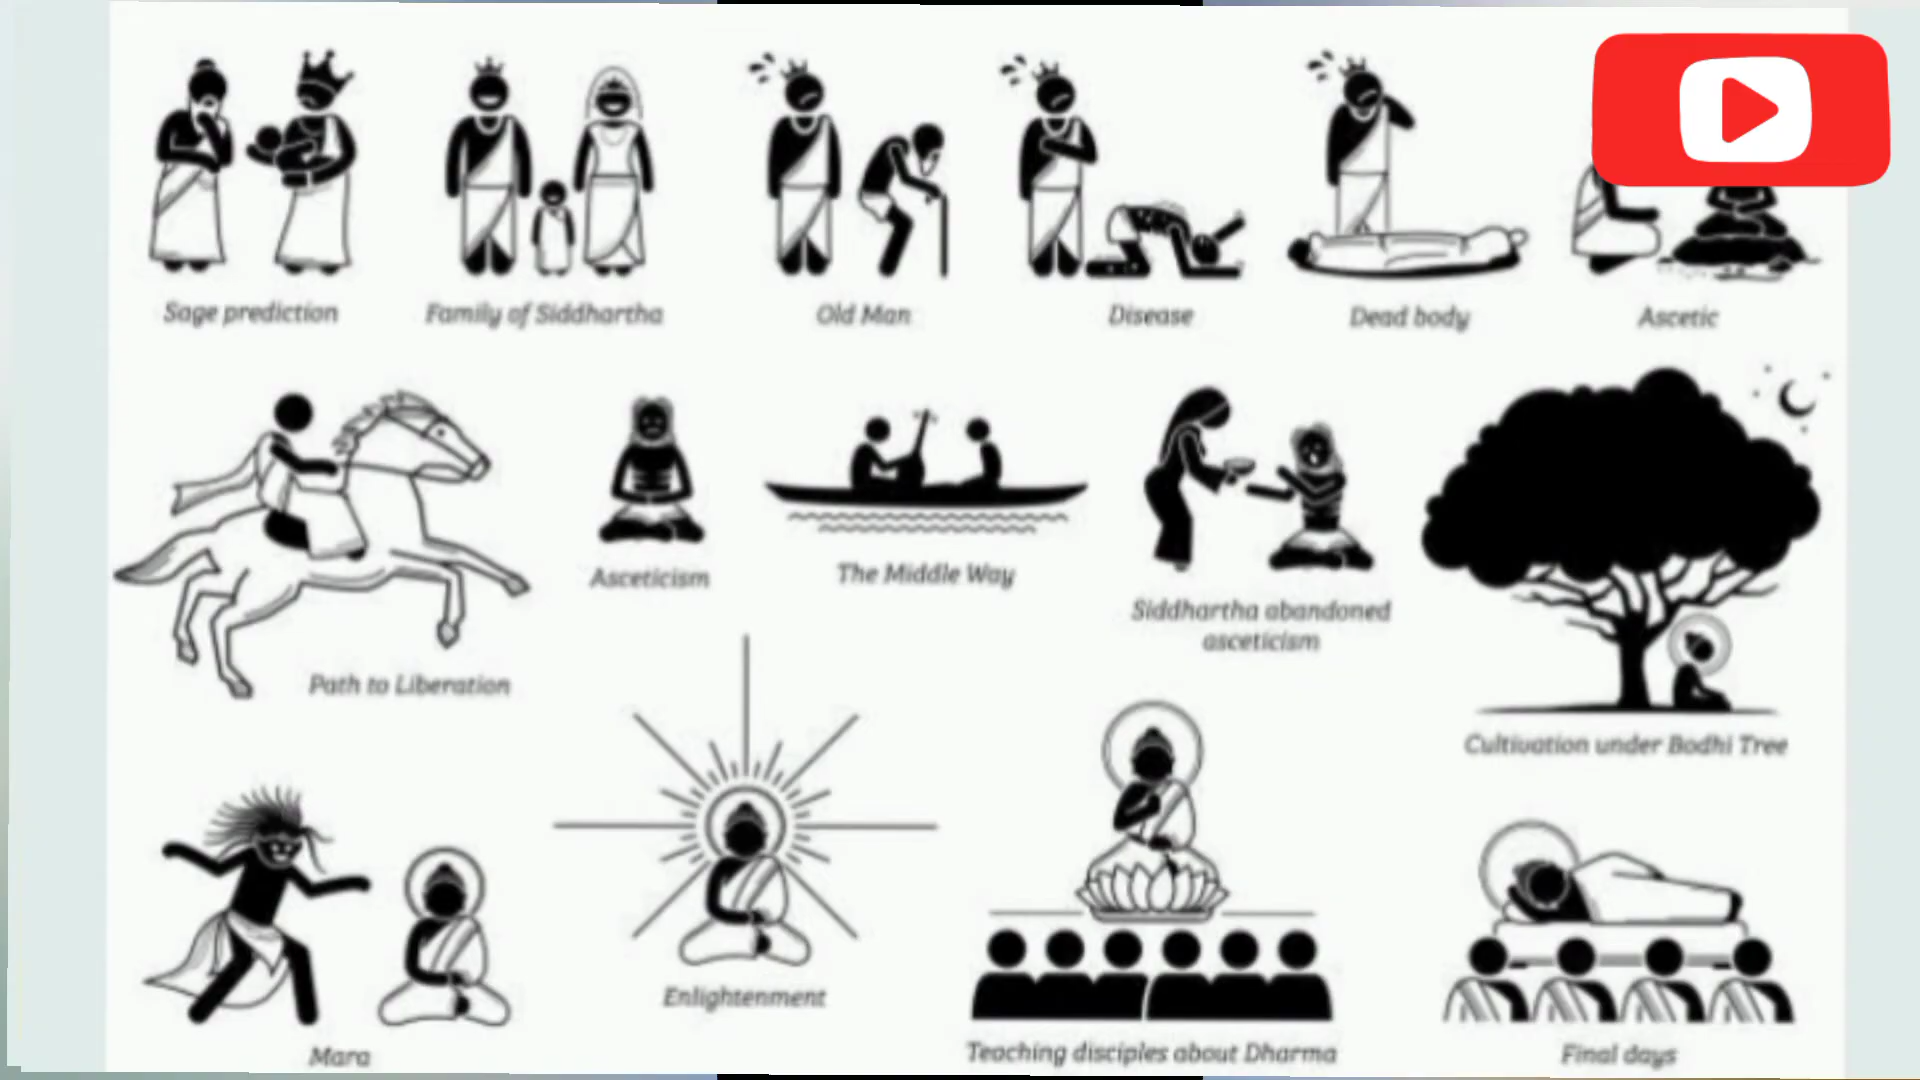 Sage prediction
Family of Siddhartha
Old Man
Disease
Dead body
Ascetic
Path to Liberation
Asceticism
The Middle Way
Siddhartha abandoned
asceticism
Cultivation under Bodhi Tree
Mara
Enlightenment
Teaching disciples about Dharma
Final days